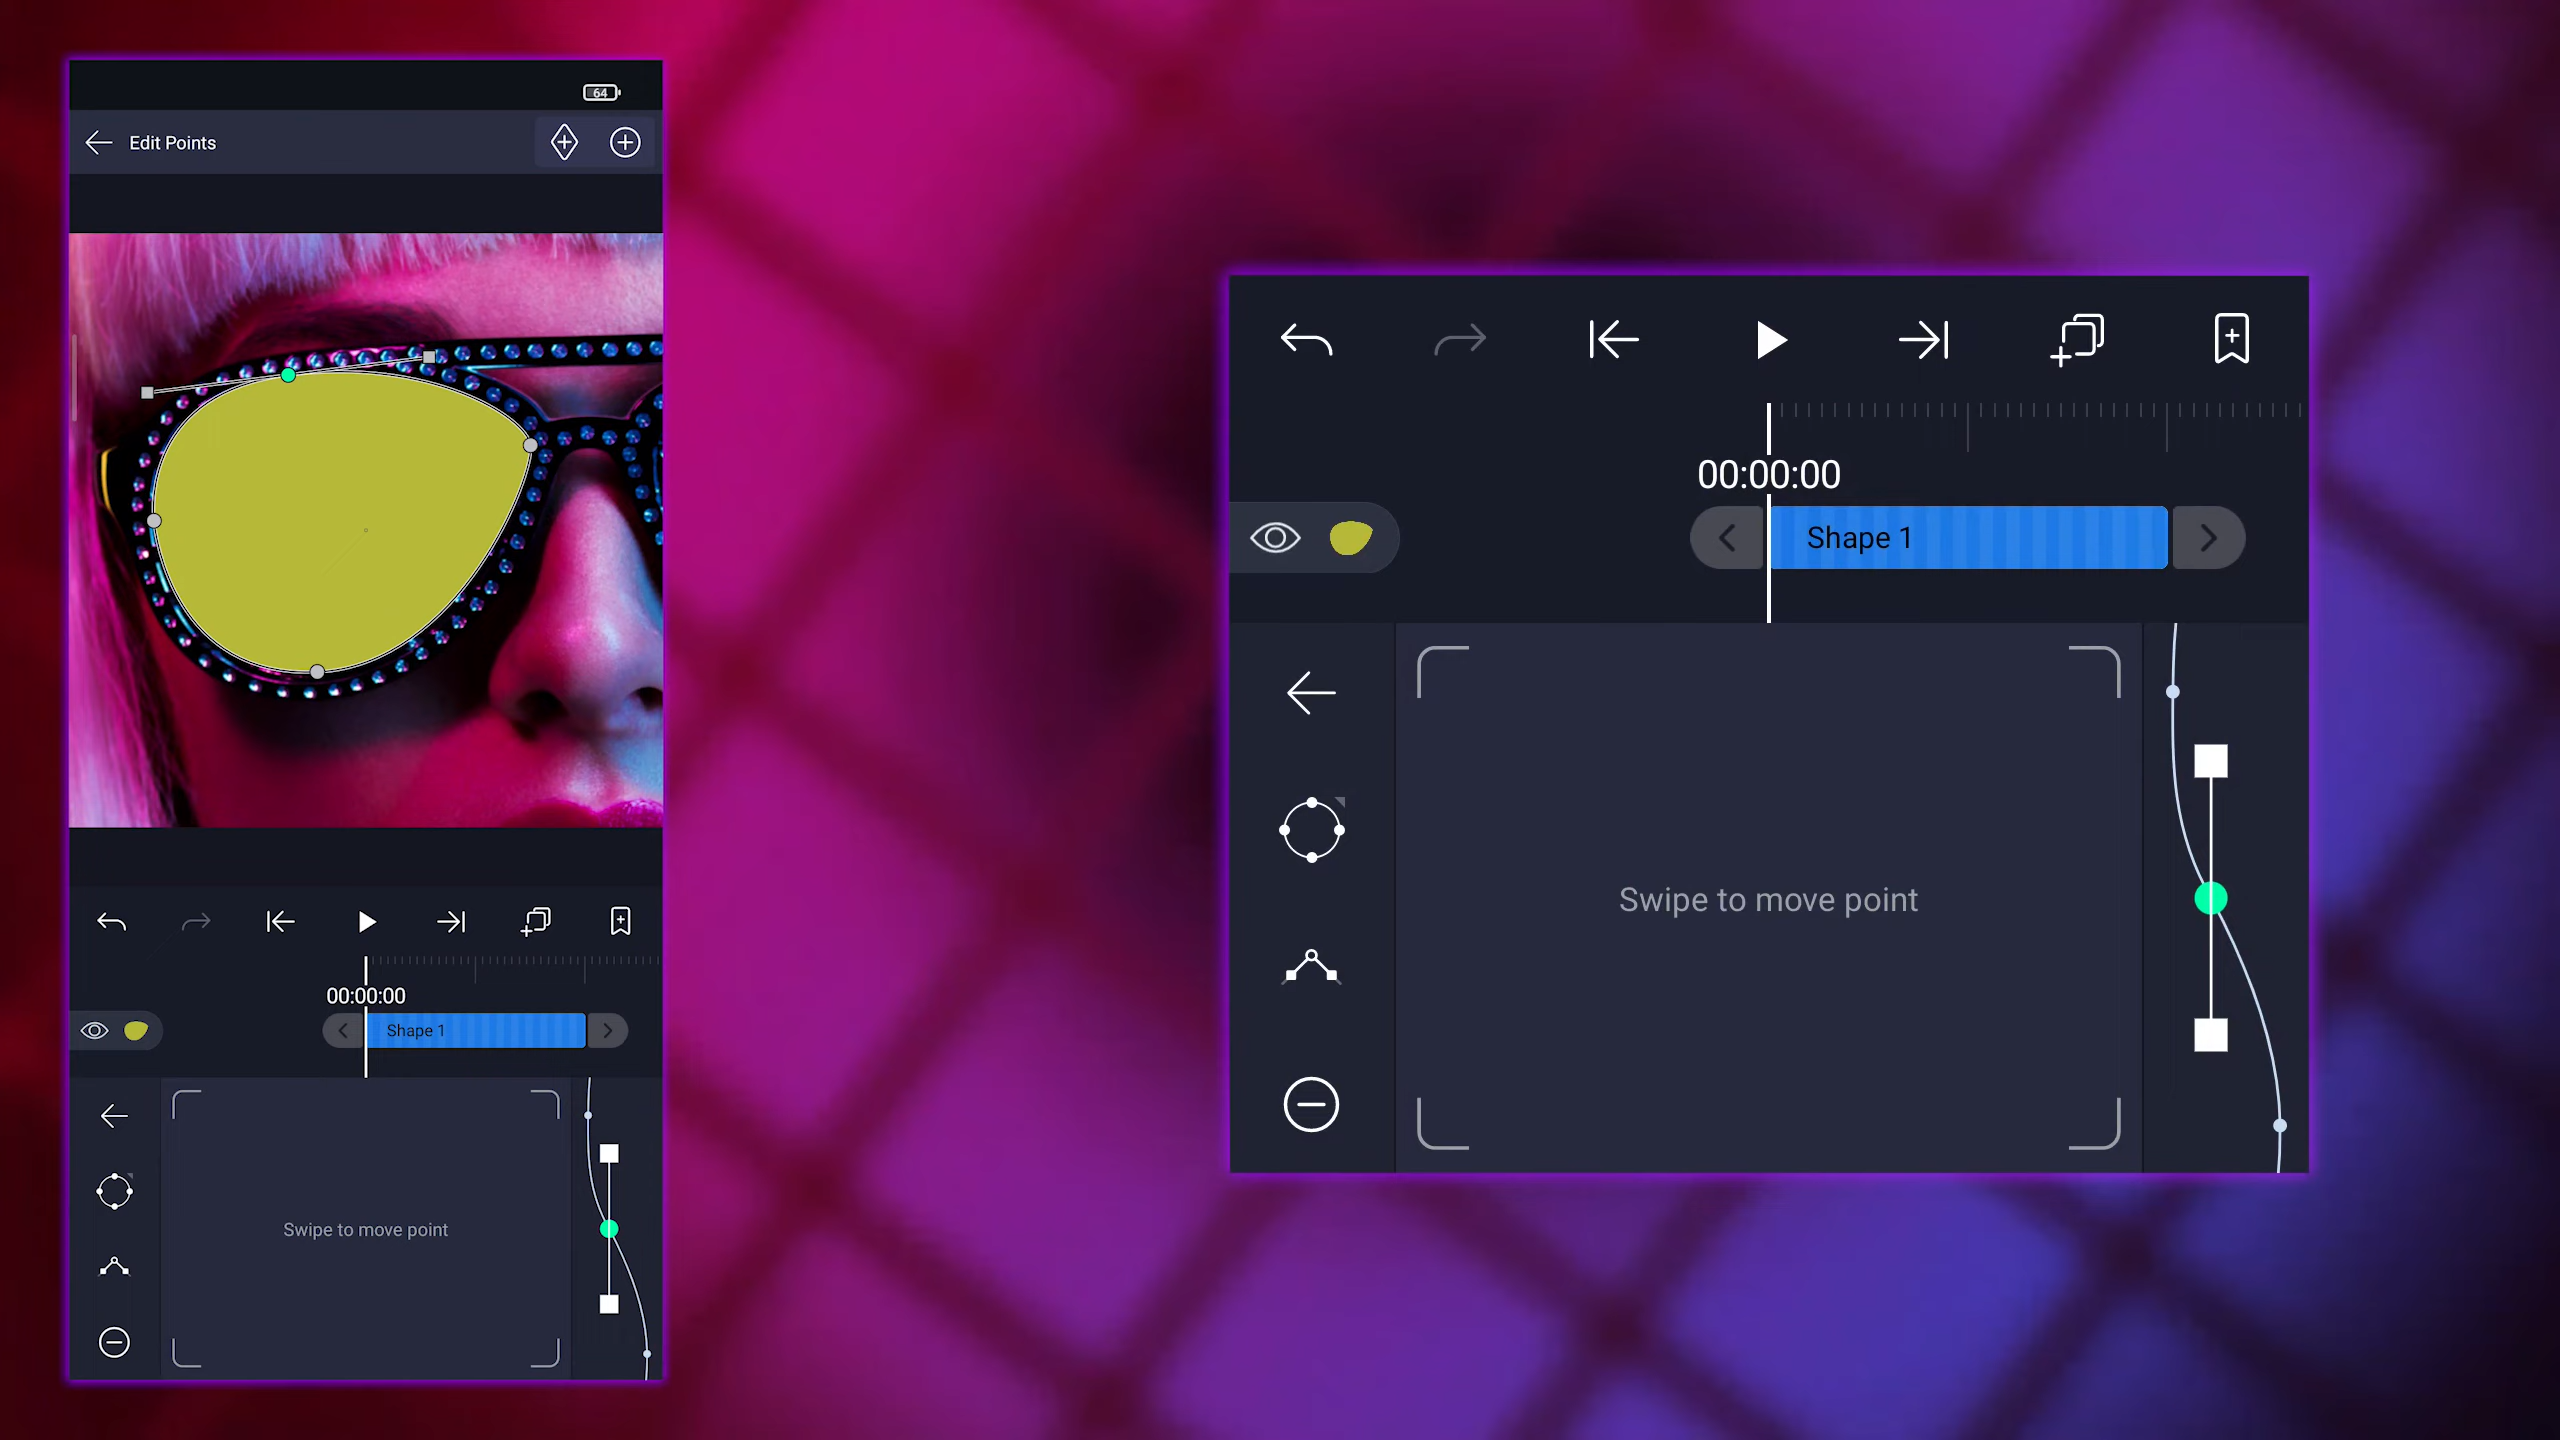 64
Edit Points
00:00:00
Shape 1
Swipe to move point
00:00:00
Shape 1
Swipe to move point